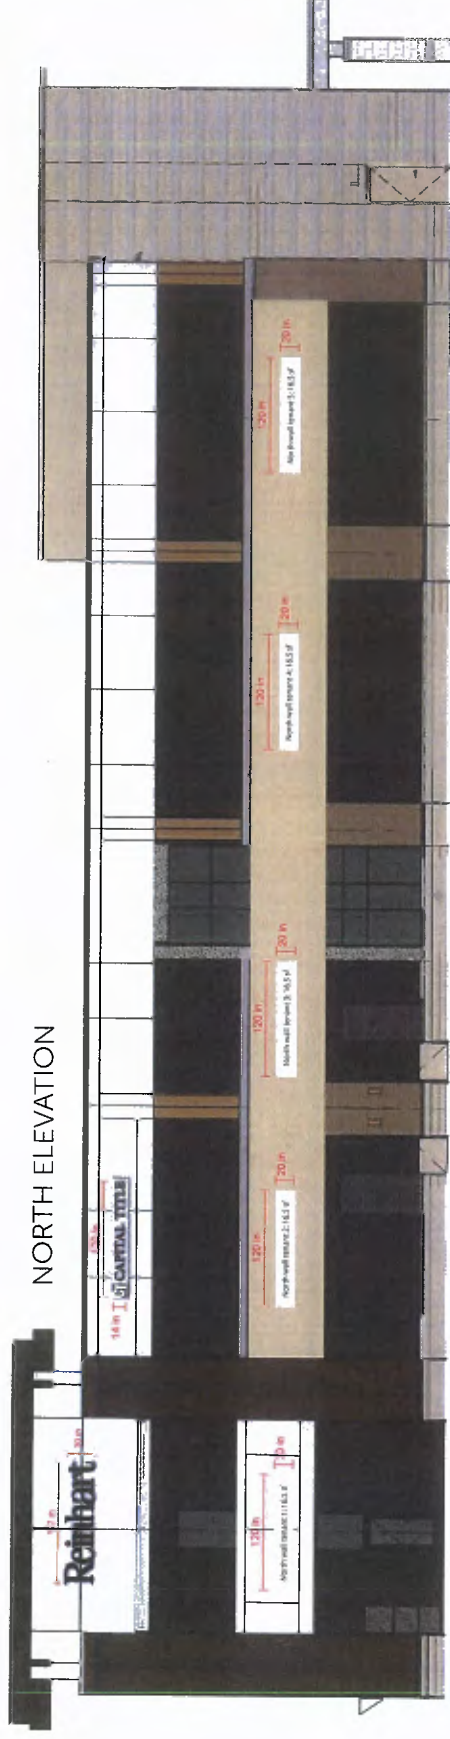 NORTH ELEVATION
30 in
Reinhart
14 in
CAPITAL TITLE
120 in
20 in
North wall tenant 1: 16.5 sf
120 in
20 in
North wall tenant 2: 16.5 sf
120 in
20 in
North wall tenant 3: 16.5 sf
120 in
20 in
North wall tenant 4: 16.5 sf
120 in
20 in
North wall tenant 5: 16.5 sf